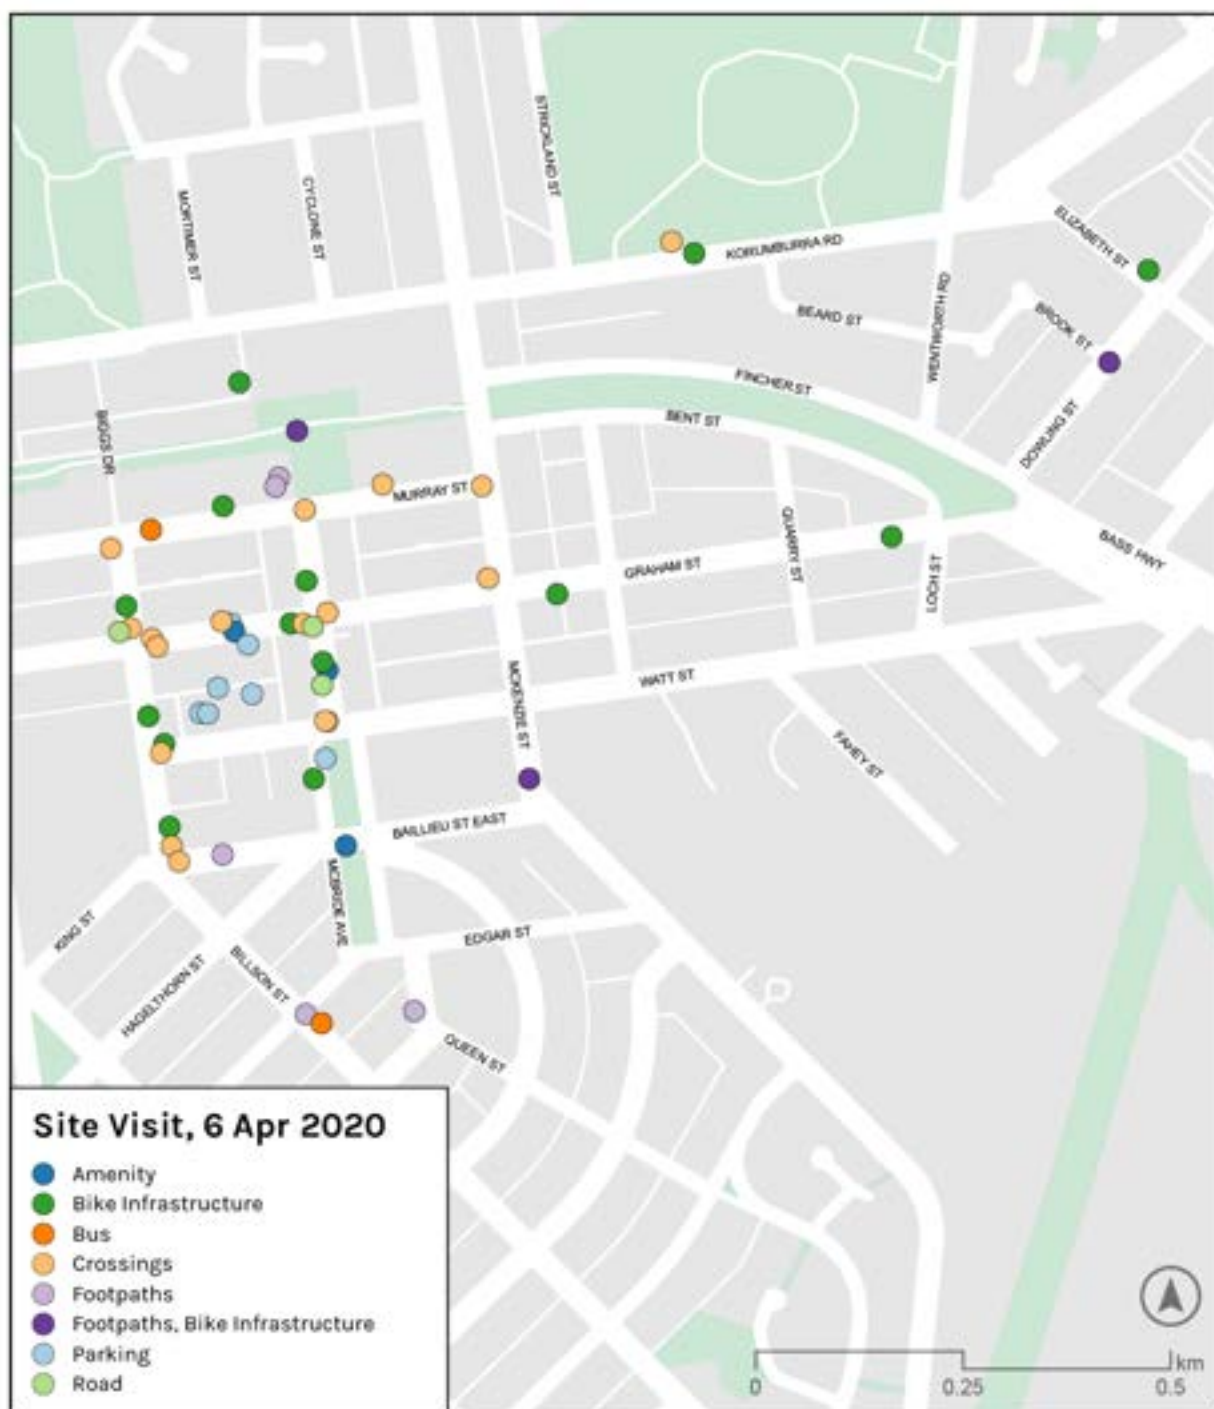 STRICKLAND ST
MORTIMER ST
CYCLONE ST
KORUMBURRA RD
ELIZABETH ST
BEARD ST
WENTWORTH RD
BROOK ST
FINCHER ST
BENT ST
DOWLING ST
BIGGS DR
MURRAY ST
QUARRY ST
BASS HWY
GRAHAM ST
LOCH ST
MCKENZIE ST
WATT ST
FAHEY ST
BAILLIEU ST EAST
MCBRIDE AVE
KING ST
EDGAR ST
BILLSON ST
HAGELTHORN ST
QUEEN ST
Site Visit, 6 Apr 2020
Amenity
Bike Infrastructure
Bus
Crossings
Footpaths
Footpaths, Bike Infrastructure
Parking
Road
km
0 0.25 0.5